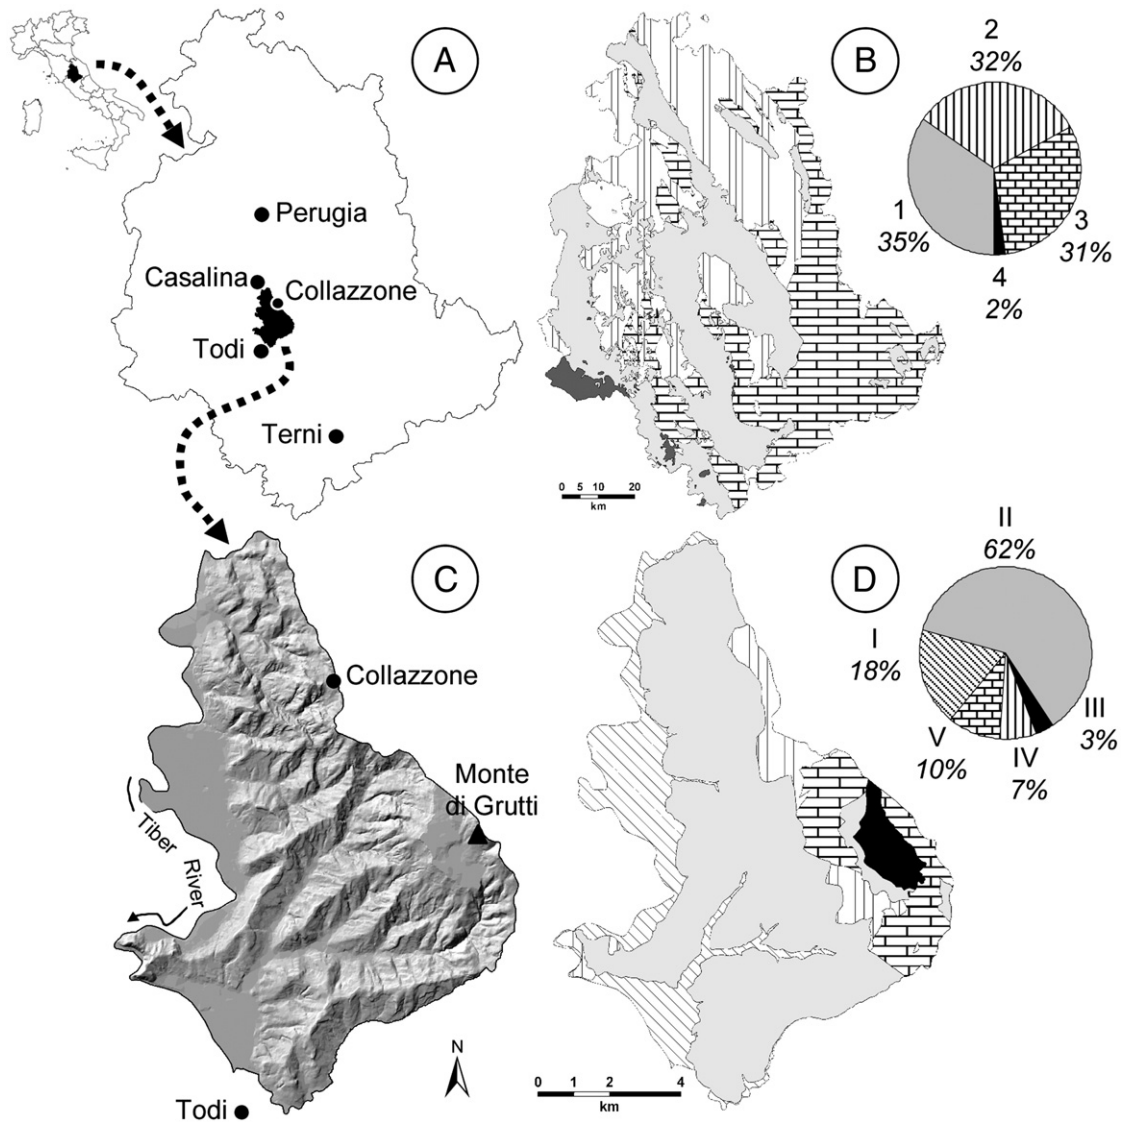 A
Perugia
Casalina
Collazzone
Todi
Terni
B
2
32%
1
35%
3
31%
4
2%
0 5 10 20
km
C
Collazzone
Monte
di Grutti
Tiber
River
N
Todi
D
II
62%
I
18%
III
3%
V
10%
IV
7%
0 1 2 4
km